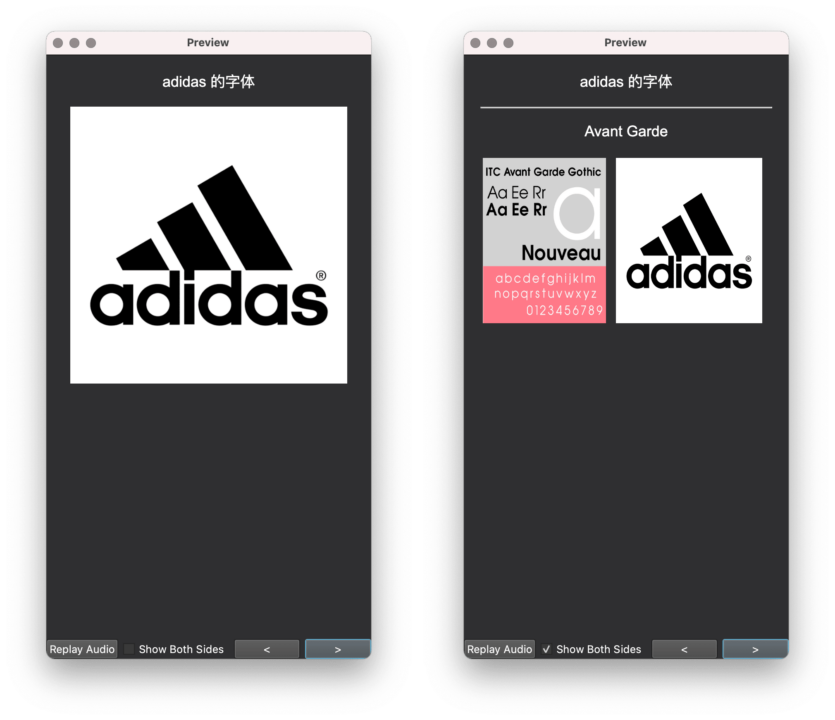 Preview
adidas 的字体
adidas®
Replay Audio Show Both Sides < >
Preview
adidas 的字体
Avant Garde
ITC Avant Garde Gothic
Aa Ee Rr
Aa Ee Rr
a
Nouveau
abcdefghijklm
nopqrstuvwxyz
0123456789
adidas®
Replay Audio Show Both Sides < >